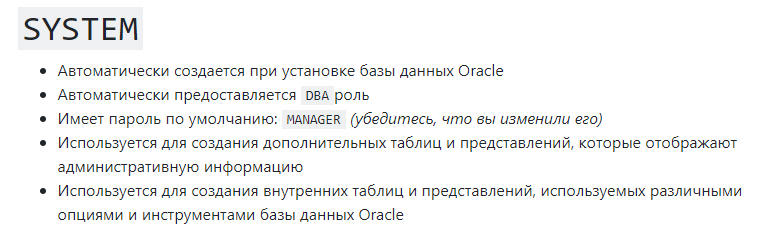 SYSTEM
Автоматически создается при установке базы данных Oracle
Автоматически предоставляется DBA роль
Имеет пароль по умолчанию: MANAGER (убедитесь, что вы изменили его)
Используется для создания дополнительных таблиц и представлений, которые отображают
административную информацию
Используется для создания внутренних таблиц и представлений, используемых различными
опциями и инструментами базы данных Oracle